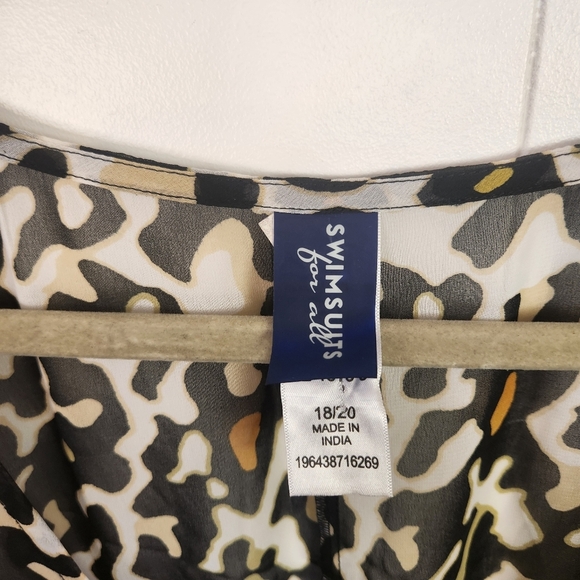 SWIMSUITS
for all
18/20
MADE IN
INDIA
196438716269